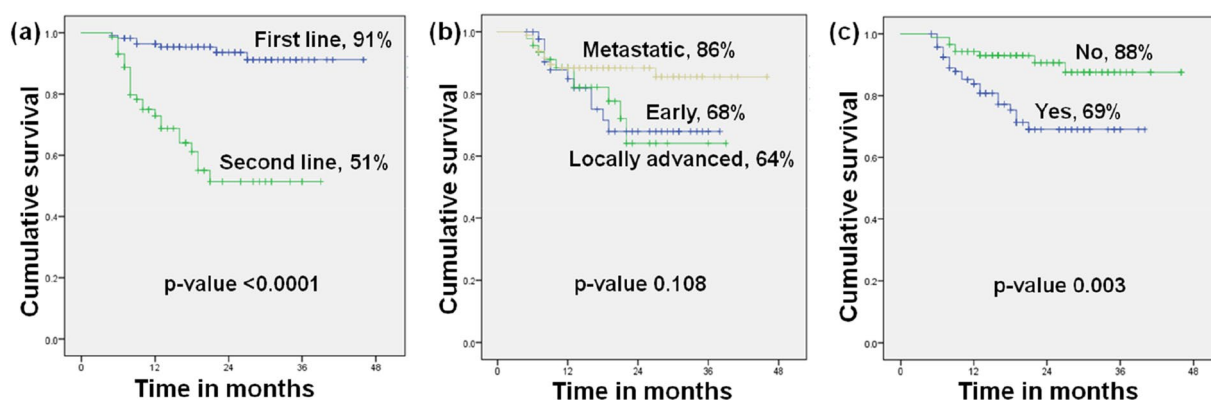 (a)
Cumulative survival
1.0
0.8
0.6
0.4
0.2
0.0
First line, 91%
Second line, 51%
p-value <0.0001
0
12
24
36
48
Time in months
(b)
Cumulative survival
1.0
0.8
0.6
0.4
0.2
0.0
Metastatic, 86%
Early, 68%
Locally advanced, 64%
p-value 0.108
0
12
24
36
48
Time in months
(c)
Cumulative survival
1.0
0.8
0.6
0.4
0.2
0.0
No, 88%
Yes, 69%
p-value 0.003
0
12
24
36
48
Time in months